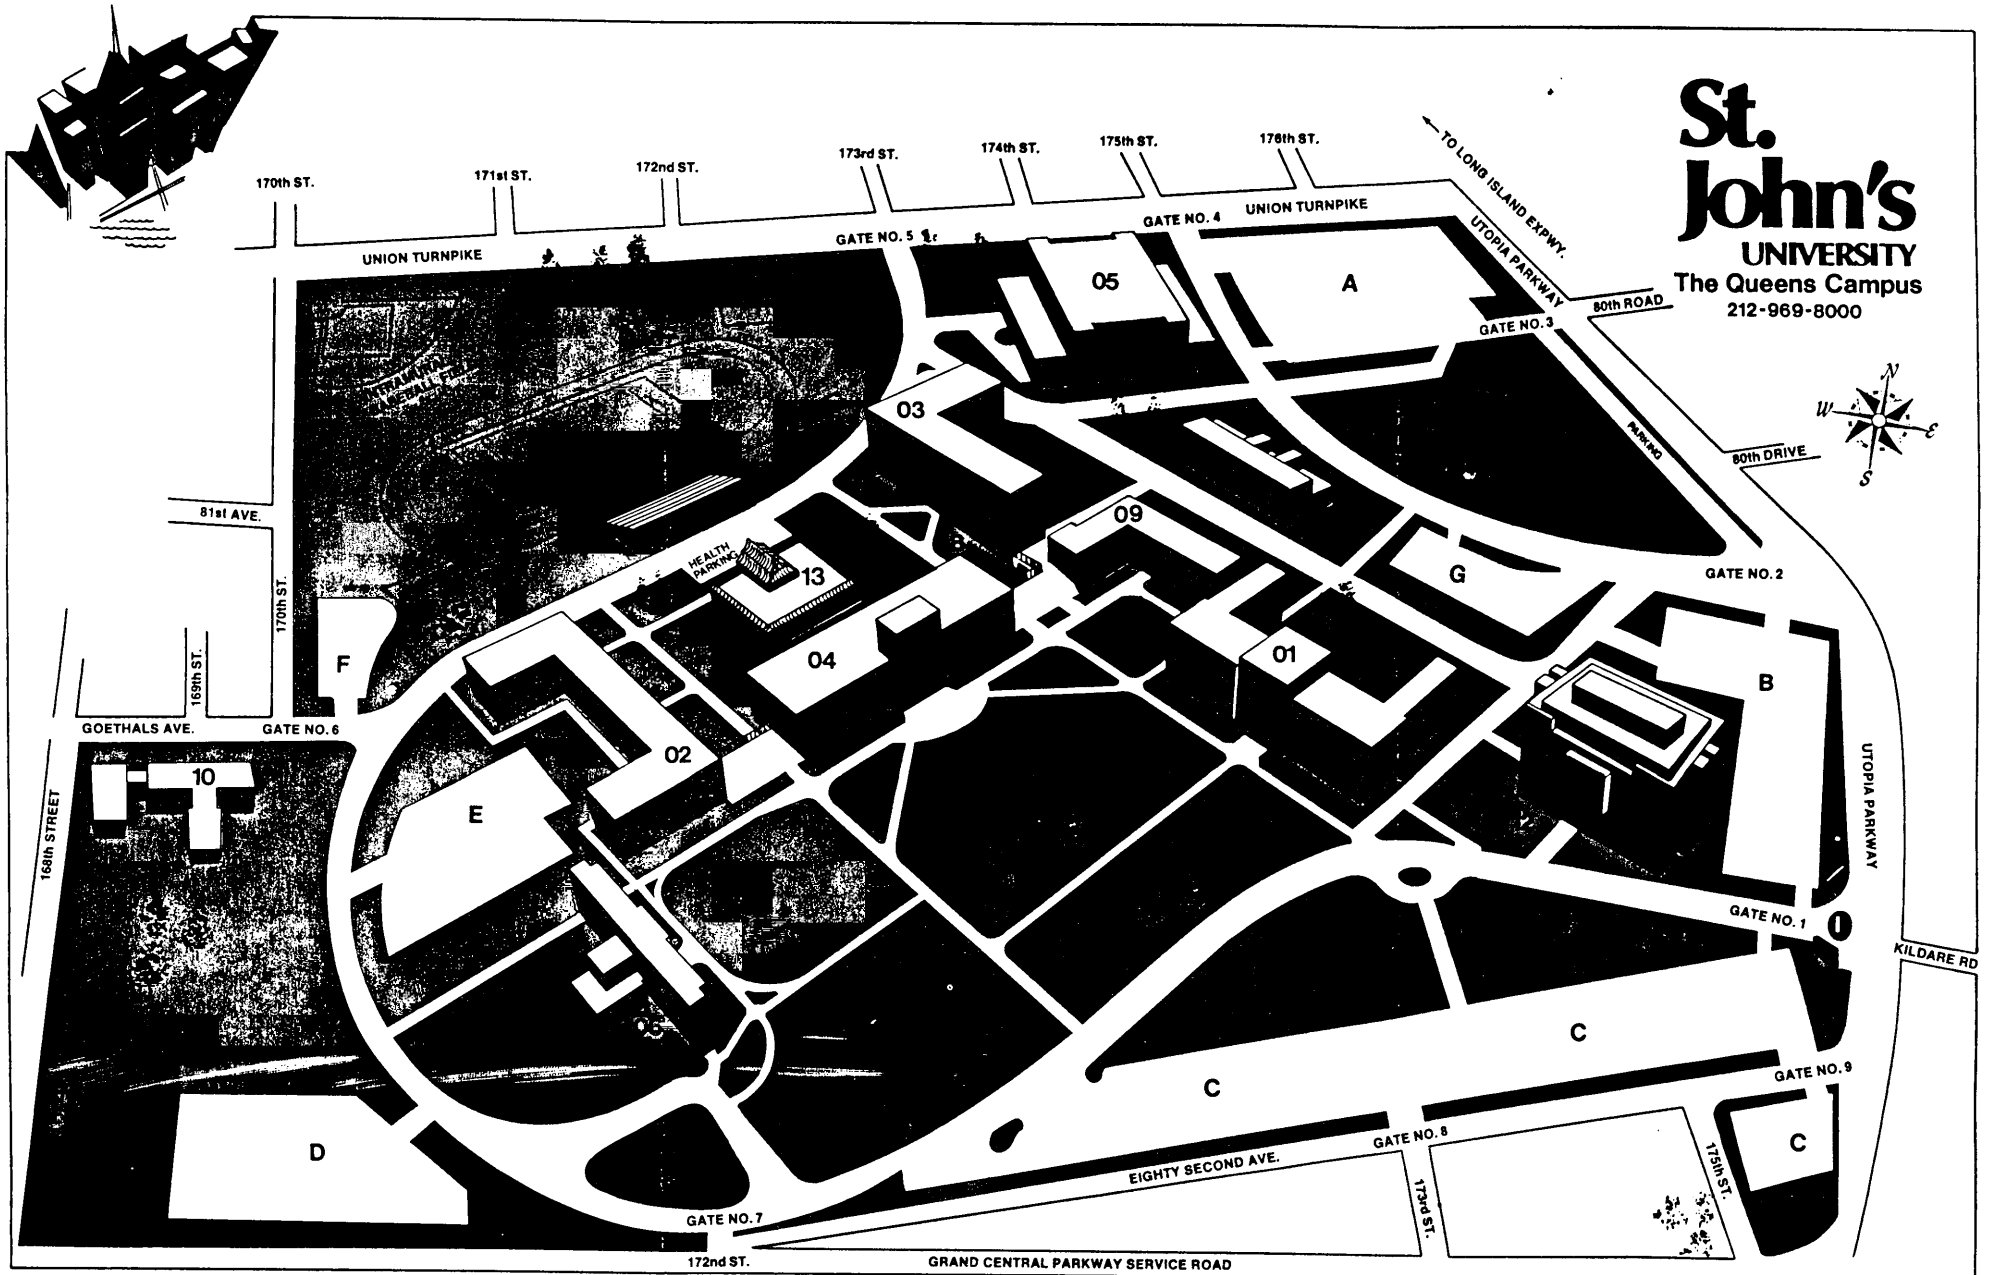 St.
John's
UNIVERSITY
The Queens Campus
212-969-8000
170th ST.
171st ST.
172nd ST.
173rd ST.
174th ST.
175th ST.
176th ST.
TO LONG ISLAND EXPWY.
UNION TURNPIKE
GATE NO. 5
GATE NO. 4
UNION TURNPIKE
UTOPIA PARKWAY
05
A
GATE NO. 3
80th ROAD
N
W
E
S
03
PARKING
80th DRIVE
81st AVE.
09
HEALTH
PARKING
13
G
GATE NO. 2
170th ST.
F
04
01
B
169th ST.
GOETHALS AVE.
GATE NO. 6
02
10
E
168th STREET
UTOPIA PARKWAY
GATE NO. 1
KILDARE RD
06
C
C
GATE NO. 9
D
GATE NO. 8
C
EIGHTY SECOND AVE.
175th ST.
173rd ST.
GATE NO. 7
172nd ST.
GRAND CENTRAL PARKWAY SERVICE ROAD